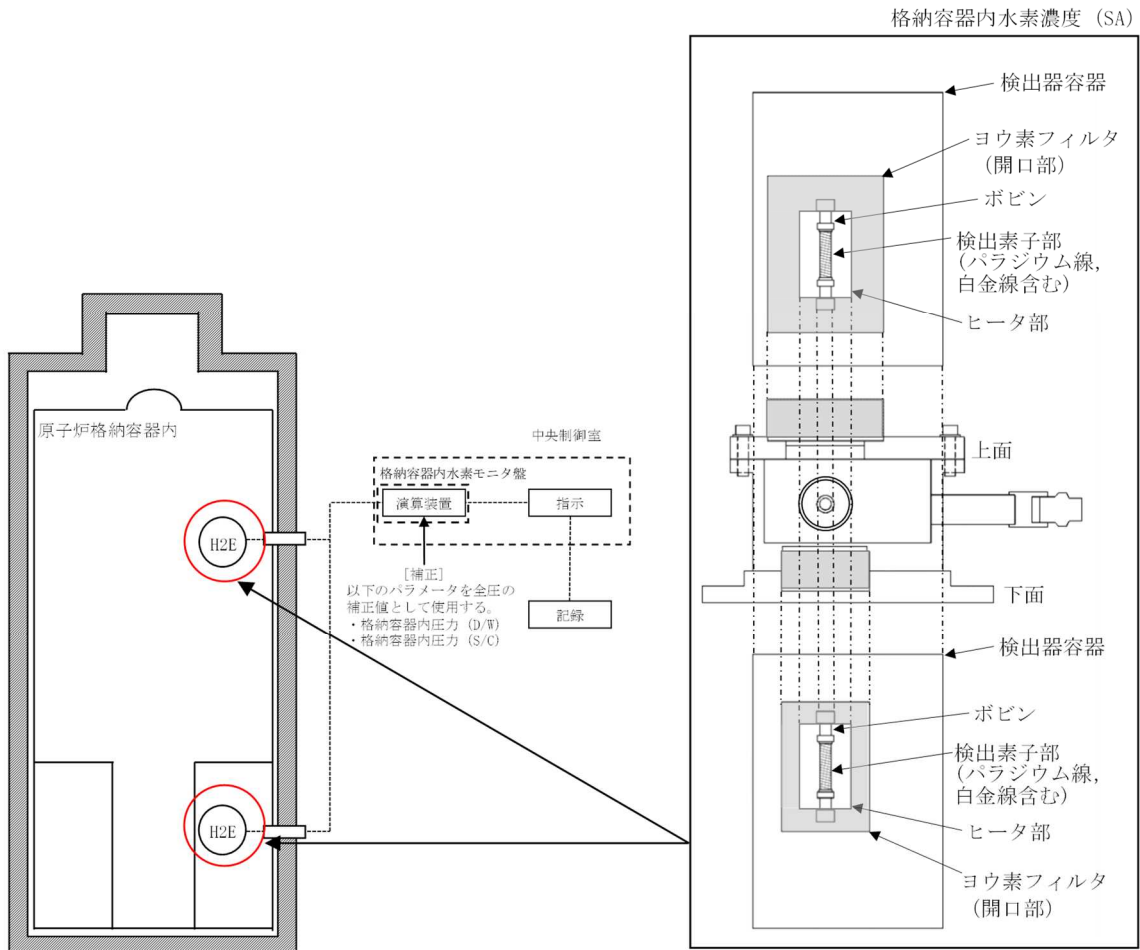 格納容器内水素濃度 (SA)
検出器容器
ヨウ素フィルタ
(開口部)
ボビン
検出素子部
(パラジウム線,
白金線含む)
ヒータ部
上面
下面
検出器容器
ボビン
検出素子部
(パラジウム線,
白金線含む)
ヒータ部
ヨウ素フィルタ
(開口部)
原子炉格納容器内
H2E
H2E
中央制御室
格納容器内水素モニタ盤
演算装置
指示
[補正]
以下のパラメータを全圧の
補正値として使用する。
・格納容器内圧力 (D/W)
・格納容器内圧力 (S/C)
記録